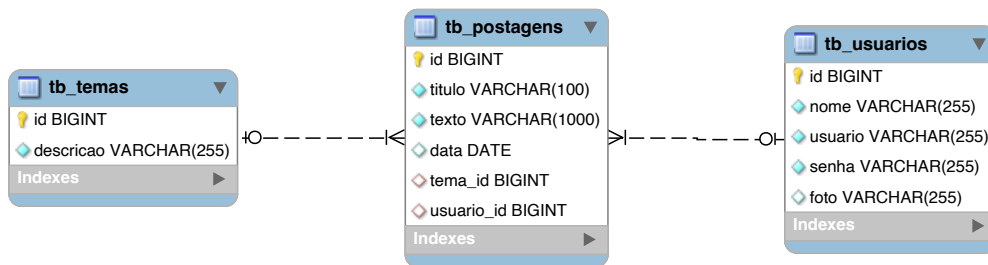 tb_temas
id BIGINT
descricao VARCHAR(255)
Indexes
tb_postagens
id BIGINT
titulo VARCHAR(100)
texto VARCHAR(1000)
data DATE
tema_id BIGINT
usuario_id BIGINT
Indexes
tb_usuarios
id BIGINT
nome VARCHAR(255)
usuario VARCHAR(255)
senha VARCHAR(255)
foto VARCHAR(255)
Indexes